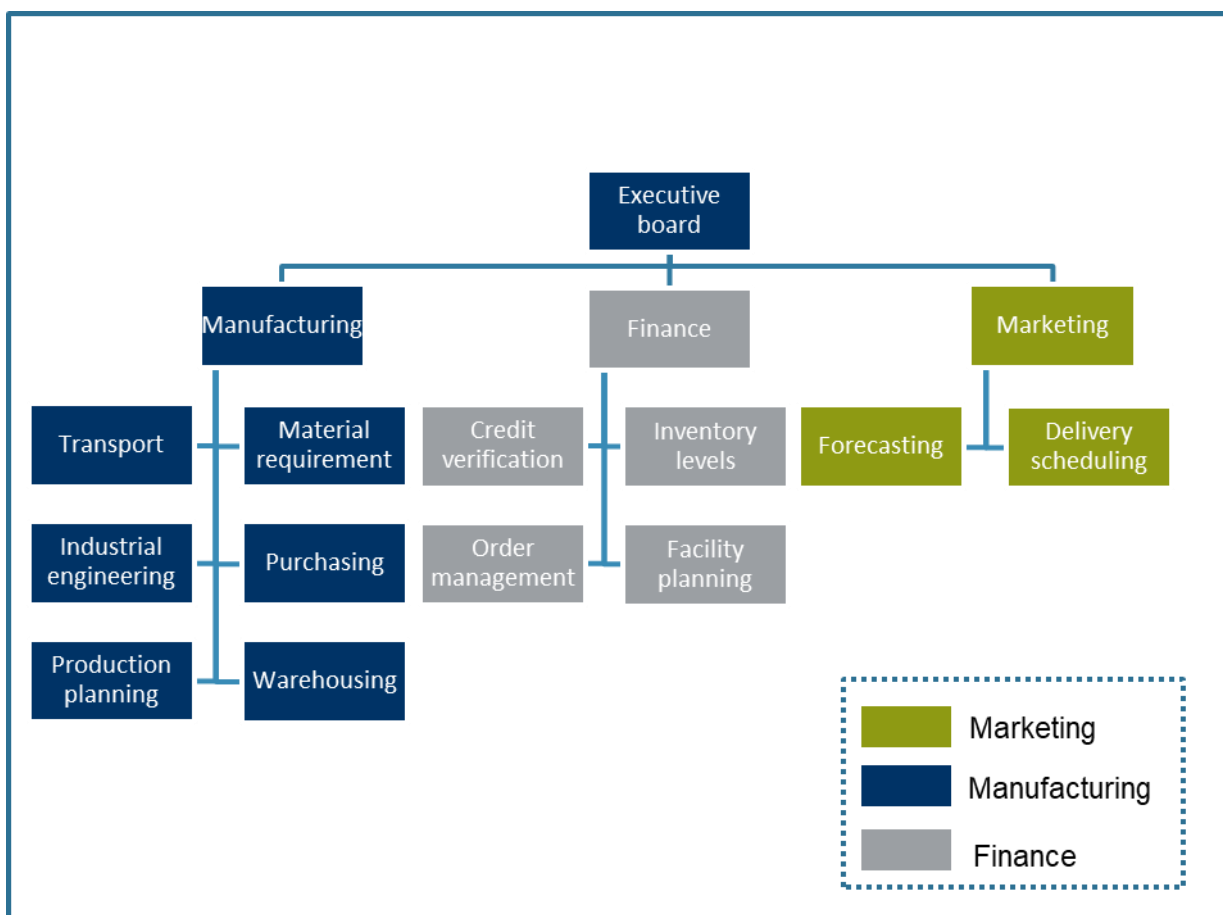 Executive
board
Manufacturing
Finance
Marketing
Transport
Material
requirement
Credit
verification
Inventory
levels
Forecasting
Delivery
scheduling
Industrial
engineering
Purchasing
Order
management
Facility
planning
Production
planning
Warehousing
Marketing
Manufacturing
Finance